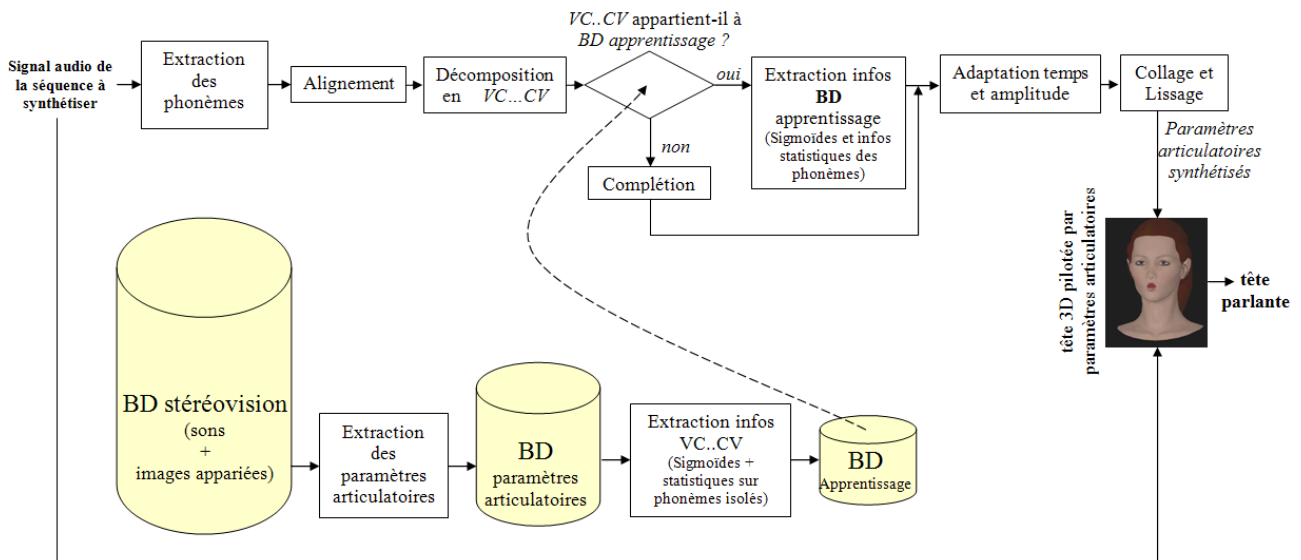 Signal audio de
la séquence à
synthétiser
Extraction
des
phonèmes
Alignement
Décomposition
en VC...CV
VC..CV appartient-il à
BD apprentissage ?
oui
non
Complétion
Extraction infos
BD
apprentissage
(Sigmoïdes et infos
statistiques des
phonèmes)
Adaptation temps
et amplitude
Collage et
Lissage
Paramètres
articulatoires
synthétisés
tête 3D pilotée par
paramètres articulatoires
tête
parlante
BD stéréovision
(sons
+
images appariées)
Extraction
des
paramètres
articulatoires
BD
paramètres
articulatoires
Extraction infos
VC..CV
(Sigmoïdes +
statistiques sur
phonèmes isolés)
BD
Apprentissage